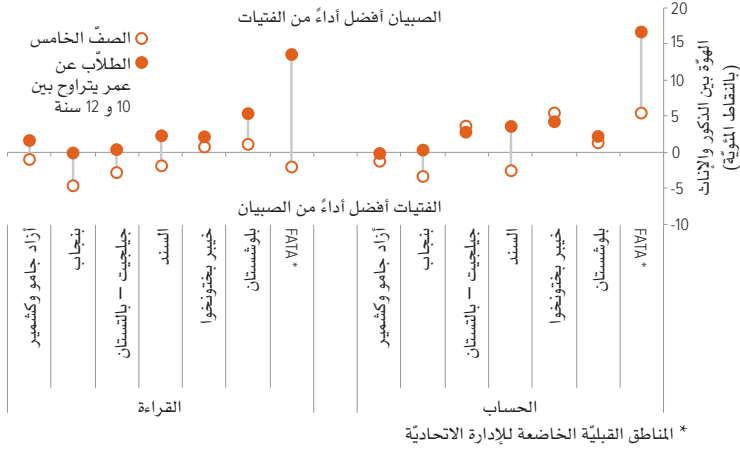 الصبيان أفضل أداءً من الفتيات
الصفّ الخامس
الطلاّب عن
عمر يتراوح بين
10 و 12 سنة
20
15
10
5
0
-5
-10
الهوّة بين الذكور والإناث
(بالنقاط المئويّة)
الفتيات أفضل أداءً من الصبيان
FATA *
بلوشستان
خيبر بختونخوا
السند
جيلجيت – بالتستان
بنجاب
أزاد جامو وكشمير
FATA *
بلوشستان
خيبر بختونخوا
السند
جيلجيت – بالتستان
بنجاب
أزاد جامو وكشمير
الحساب
القراءة
* المناطق القبليّة الخاضعة للإدارة الاتحاديّة